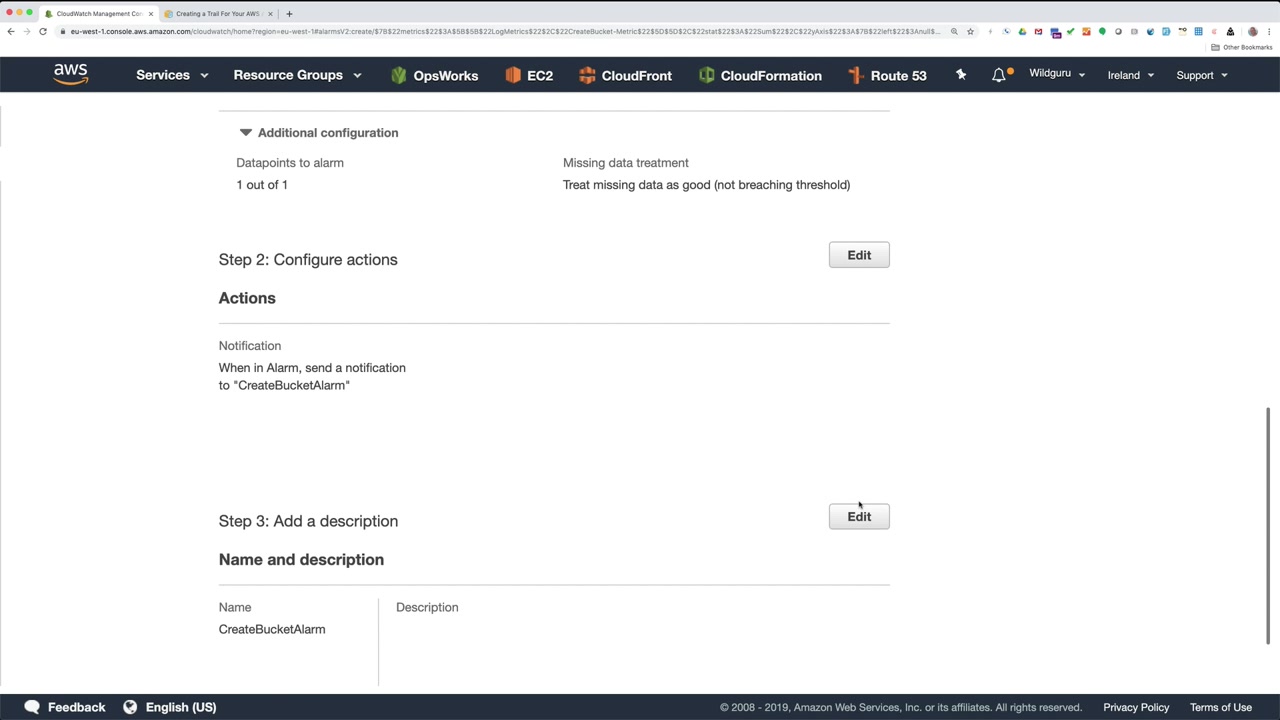 CloudWatch Management Con
Creating a Trail For Your AWS
eu-west-1.console.aws.amazon.com/cloudwatch/home?region=eu-west-1#alarmsV2:create/$7B$22metrics$22$3A$5B$5B$22LogMetrics$22$2C$22CreateBucket-Metric$22$5D$5D$2C$22stat$22$3A$22Sum$22$2C$22yAxis$22$3A$7B$22left$22$3Anull$...
Other Bookmarks
aws
Services
Resource Groups
OpsWorks
EC2
CloudFront
CloudFormation
Route 53
Wildguru
Ireland
Support
Additional configuration
Datapoints to alarm
Missing data treatment
1 out of 1
Treat missing data as good (not breaching threshold)
Step 2: Configure actions
Edit
Actions
Notification
When in Alarm, send a notification
to "CreateBucketAlarm"
Step 3: Add a description
Edit
Name and description
Name
Description
CreateBucketAlarm
Feedback
English (US)
© 2008 - 2019, Amazon Web Services, Inc. or its affiliates. All rights reserved.
Privacy Policy
Terms of Use